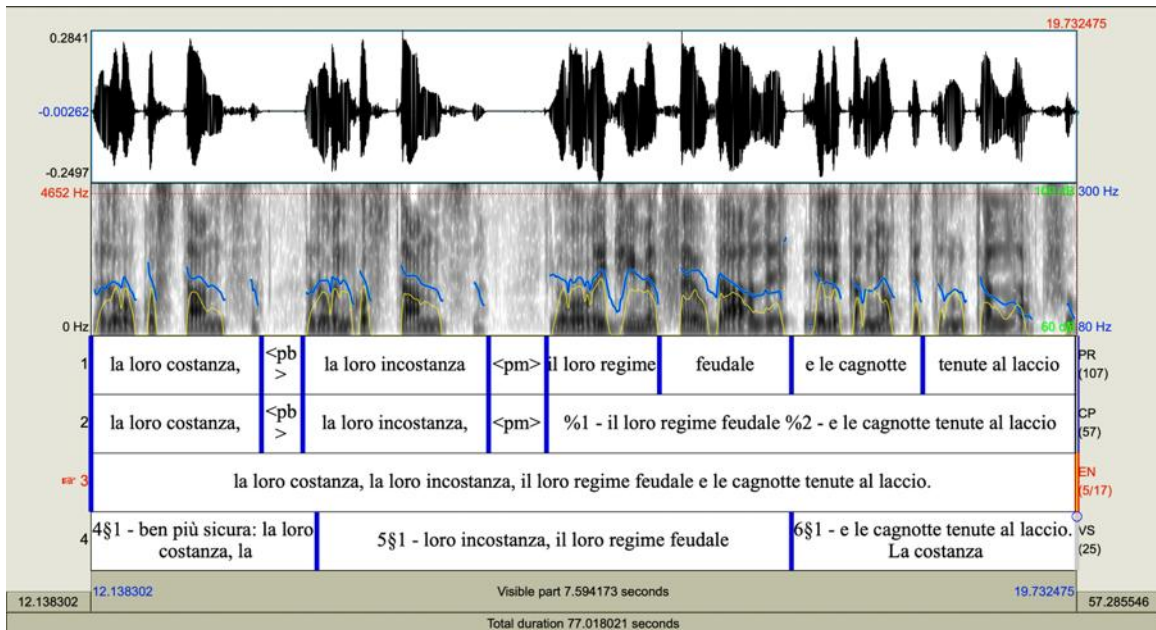 19.732475
0.2841
-0.00262
-0.2497
4652 Hz
100 dB
300 Hz
0 Hz
60 dB
80 Hz
1
la loro costanza,
<pb
>
la loro incostanza
<pm>
il loro regime
feudale
e le cagnotte
tenute al laccio
PR
(107)
2
la loro costanza,
<pb
>
la loro incostanza,
<pm>
%1 - il loro regime feudale %2 - e le cagnotte tenute al laccio
CP
(57)
3
la loro costanza, la loro incostanza, il loro regime feudale e le cagnotte tenute al laccio.
EN
(5/17)
4
4§1 - ben più sicura: la loro
costanza, la
5§1 - loro incostanza, il loro regime feudale
6§1 - e le cagnotte tenute al laccio.
La costanza
VS
(25)
12.138302
Visible part 7.594173 seconds
19.732475
12.138302
57.285546
Total duration 77.018021 seconds